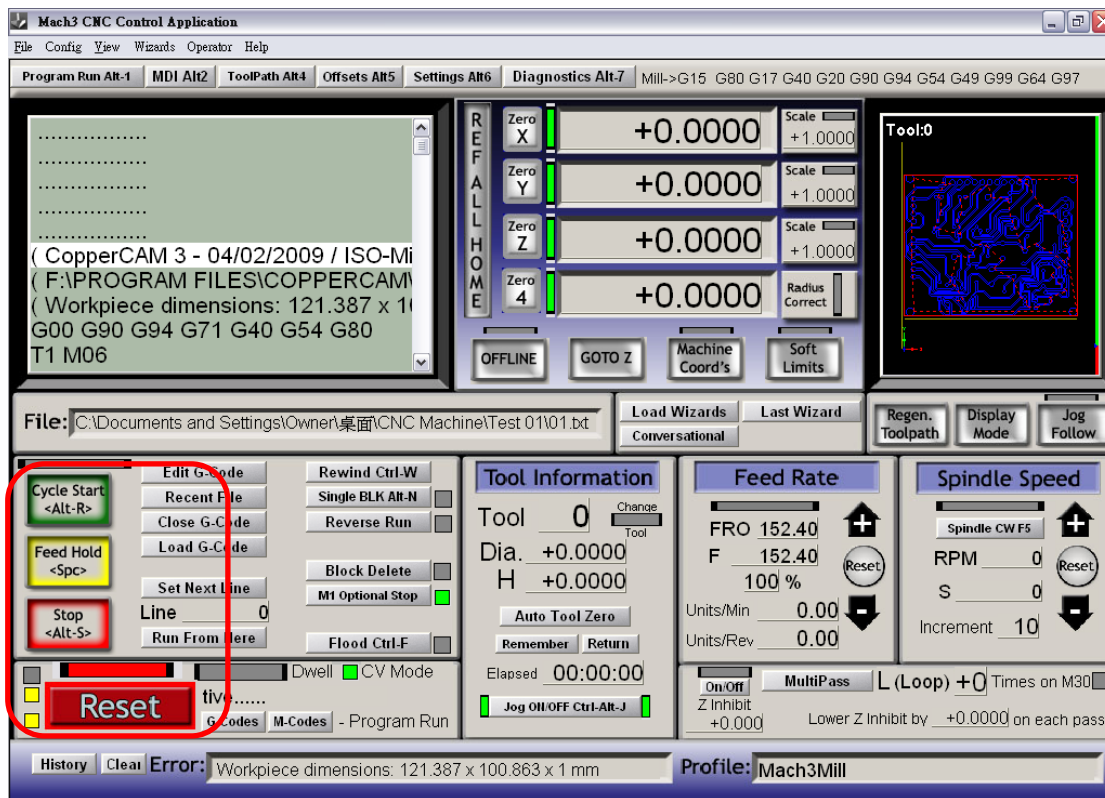 Mach3 CNC Control Application
File Config View Wizards Operator Help
Program Run Alt-1 MDI Alt2 ToolPath Alt4 Offsets Alt5 Settings Alt6 Diagnostics Alt-7 Mill->G15 G80 G17 G40 G20 G90 G94 G54 G49 G99 G64 G97
..................
..................
..................
..................
( CopperCAM 3 - 04/02/2009 / ISO-Mi
( F:\PROGRAM FILES\COPPERCAM\
( Workpiece dimensions: 121.387 x 10
G00 G90 G94 G71 G40 G54 G80
T1 M06
REF ALL HOME
Zero X +0.0000 Scale +1.0000
Zero Y +0.0000 Scale +1.0000
Zero Z +0.0000 Scale +1.0000
Zero 4 +0.0000 Radius Correct
OFFLINE GOTO Z Machine Coord's Soft Limits
Tool:0
File: C:\Documents and Settings\Owner\桌面\CNC Machine\Test 01\01.txt
Load Wizards Last Wizard
Conversational
Regen. Toolpath Display Mode Jog Follow
Cycle Start <Alt-R>
Feed Hold <Spc>
Stop <Alt-S>
Edit G-Code
Recent File
Close G-Code
Load G-Code
Set Next Line
Line 0
Run From Here
Rewind Ctrl-W
Single BLK Alt-N
Reverse Run
Block Delete
M1 Optional Stop
Flood Ctrl-F
Reset
Dwell CV Mode
tive......
G-Codes M-Codes - Program Run
Tool Information
Tool 0 Change Tool
Dia. +0.0000
H +0.0000
Auto Tool Zero
Remember Return
Elapsed 00:00:00
Jog ON/OFF Ctrl-Alt-J
Feed Rate
FRO 152.40
F 152.40
100 %
Reset
Units/Min 0.00
Units/Rev 0.00
Spindle Speed
Spindle CW F5
RPM 0
Reset
S 0
Increment 10
On/Off
Z Inhibit
+0.000
MultiPass L (Loop) +0 Times on M30
Lower Z Inhibit by +0.0000 on each pass
History Clear Error: Workpiece dimensions: 121.387 x 100.863 x 1 mm
Profile: Mach3Mill